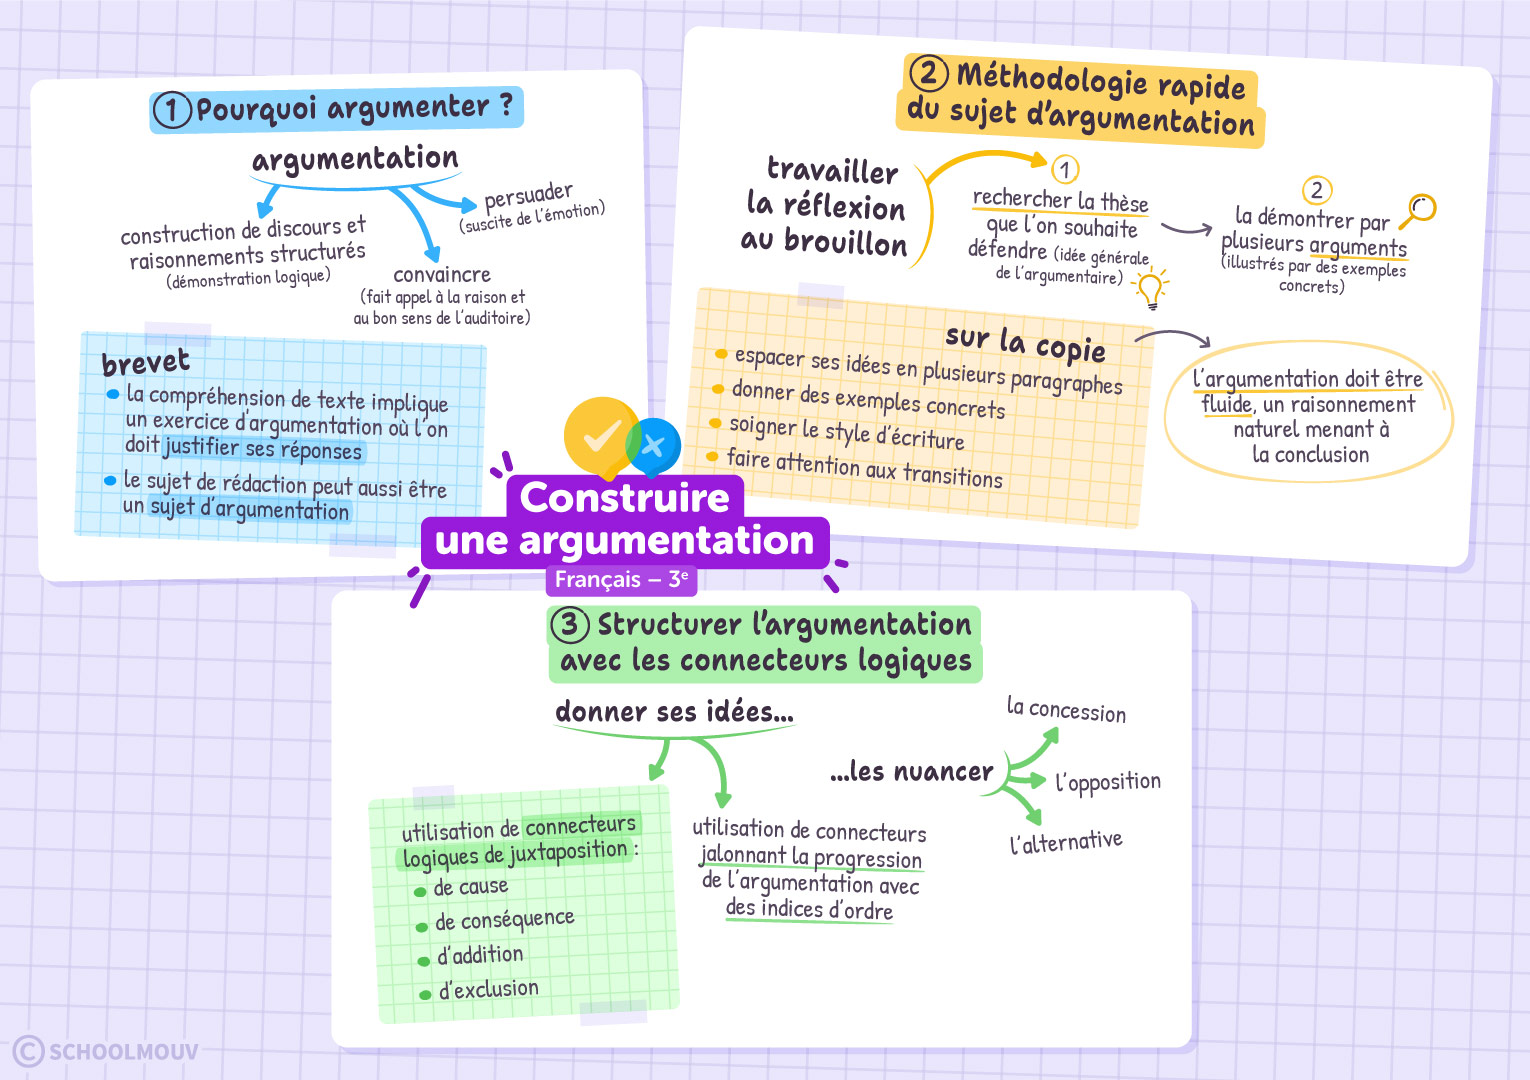 ① Pourquoi argumenter ?
argumentation
construction de discours et
raisonnements structurés
(démonstration logique)
convaincre
(fait appel à la raison et
au bon sens de l'auditoire)
persuader
(suscite de l'émotion)
brevet
la compréhension de texte implique
un exercice d'argumentation où l'on
doit justifier ses réponses
le sujet de rédaction peut aussi être
un sujet d'argumentation
② Méthodologie rapide
du sujet d'argumentation
travailler
la réflexion
au brouillon
1
rechercher la thèse
que l'on souhaite
défendre (idée générale
de l'argumentaire)
2
la démontrer par
plusieurs arguments
(illustrés par des exemples
concrets)
sur la copie
espacer ses idées en plusieurs paragraphes
donner des exemples concrets
soigner le style d'écriture
faire attention aux transitions
l'argumentation doit être
fluide, un raisonnement
naturel menant à
la conclusion
Construire
une argumentation
Français – 3e
③ Structurer l'argumentation
avec les connecteurs logiques
donner ses idées...
utilisation de connecteurs
logiques de juxtaposition :
de cause
de conséquence
d'addition
d'exclusion
utilisation de connecteurs
jalonnant la progression
de l'argumentation avec
des indices d'ordre
...les nuancer
la concession
l'opposition
l'alternative
© SCHOOLMOUV